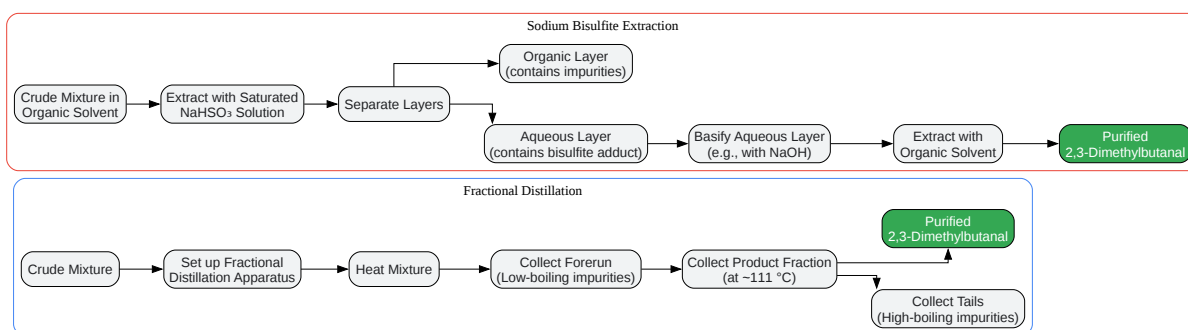 Sodium Bisulfite Extraction
Crude Mixture in
Organic Solvent
Extract with Saturated
NaHSO₃ Solution
Separate Layers
Organic Layer
(contains impurities)
Aqueous Layer
(contains bisulfite adduct)
Basify Aqueous Layer
(e.g., with NaOH)
Extract with
Organic Solvent
Purified
2,3-Dimethylbutanal
Fractional Distillation
Crude Mixture
Set up Fractional
Distillation Apparatus
Heat Mixture
Collect Forerun
(Low-boiling impurities)
Collect Product Fraction
(at ~111 °C)
Purified
2,3-Dimethylbutanal
Collect Tails
(High-boiling impurities)